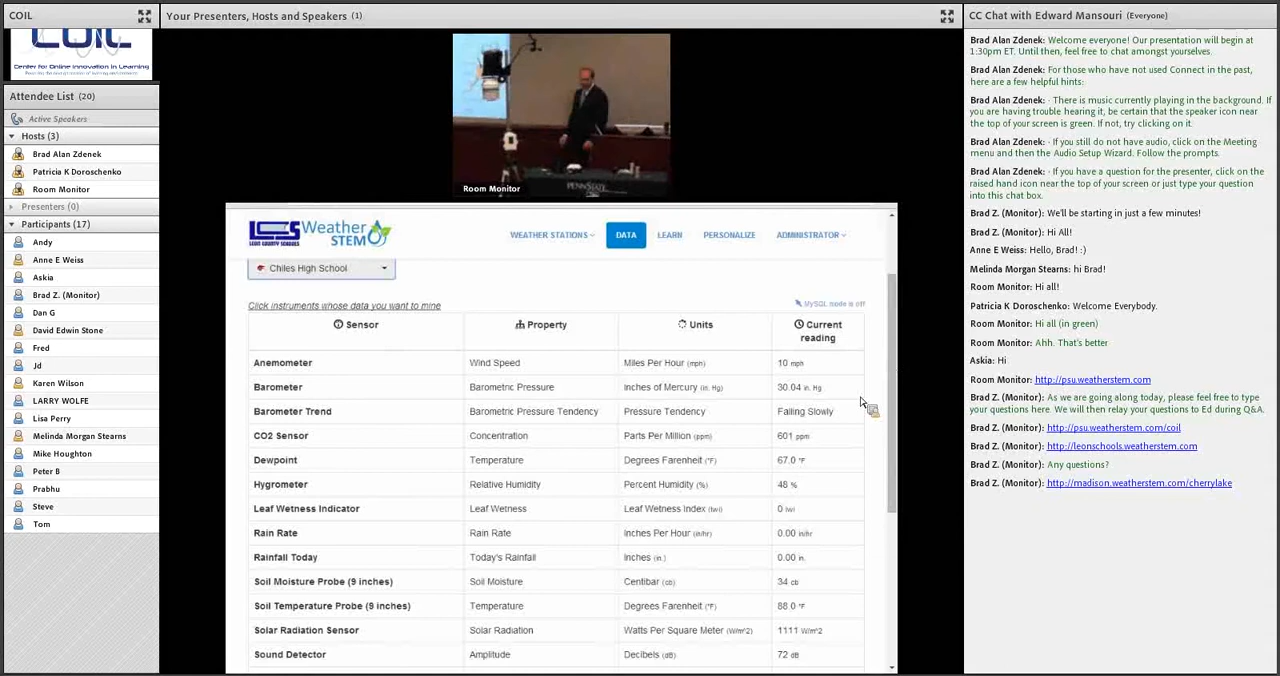 COIL
COIL
Center for Online Innovation in Learning
Attendee List (20)
Active Speakers
Hosts (3)
Brad Alan Zdenek
Patricia K Doroschenko
Room Monitor
Presenters (0)
Participants (17)
Andy
Anne E Weiss
Askia
Brad Z. (Monitor)
Dan G
David Edwin Stone
Fred
Jd
Karen Wilson
LARRY WOLFE
Lisa Perry
Melinda Morgan Stearns
Mike Houghton
Peter B
Prabhu
Steve
Tom
Your Presenters, Hosts and Speakers (1)
Room Monitor
PENNSTATE
LCS LEON COUNTY SCHOOLS Weather STEM
WEATHER STATIONS DATA LEARN PERSONALIZE ADMINISTRATOR
Chiles High School
Click instruments whose data you want to mine
MySQL mode is off
Sensor Property Units Current reading
Anemometer Wind Speed Miles Per Hour (mph) 10 mph
Barometer Barometric Pressure Inches of Mercury (in. Hg) 30.04 in. Hg
Barometer Trend Barometric Pressure Tendency Pressure Tendency Falling Slowly
CO2 Sensor Concentration Parts Per Million (ppm) 601 ppm
Dewpoint Temperature Degrees Farenheit (°F) 67.0 °F
Hygrometer Relative Humidity Percent Humidity (%) 48 %
Leaf Wetness Indicator Leaf Wetness Leaf Wetness Index (lwi) 0 lwi
Rain Rate Rain Rate Inches Per Hour (in/hr) 0.00 in/hr
Rainfall Today Today's Rainfall Inches (in.) 0.00 in.
Soil Moisture Probe (9 inches) Soil Moisture Centibar (cb) 34 cb
Soil Temperature Probe (9 inches) Temperature Degrees Farenheit (°F) 88.0 °F
Solar Radiation Sensor Solar Radiation Watts Per Square Meter (W/m^2) 1111 W/m^2
Sound Detector Amplitude Decibels (dB) 72 dB
CC Chat with Edward Mansouri (Everyone)
Brad Alan Zdenek: Welcome everyone! Our presentation will begin at
1:30pm ET. Until then, feel free to chat amongst yourselves.
Brad Alan Zdenek: For those who have not used Connect in the past,
here are a few helpful hints:
Brad Alan Zdenek: · There is music currently playing in the background. If
you are having trouble hearing it, be certain that the speaker icon near
the top of your screen is green. If not, try clicking on it.
Brad Alan Zdenek: · If you still do not have audio, click on the Meeting
menu and then the Audio Setup Wizard. Follow the prompts.
Brad Alan Zdenek: · If you have a question for the presenter, click on the
raised hand icon near the top of your screen or just type your question
into this chat box.
Brad Z. (Monitor): We'll be starting in just a few minutes!
Brad Z. (Monitor): Hi All!
Anne E Weiss: Hello, Brad! :)
Melinda Morgan Stearns: hi Brad!
Room Monitor: Hi all!
Patricia K Doroschenko: Welcome Everybody.
Room Monitor: Hi all (in green)
Room Monitor: Ahh. That's better
Askia: Hi
Room Monitor: http://psu.weatherstem.com
Brad Z. (Monitor): As we are going along today, please feel free to type
your questions here. We will then relay your questions to Ed during Q&A.
Brad Z. (Monitor): http://psu.weatherstem.com/coil
Brad Z. (Monitor): http://leonschools.weatherstem.com
Brad Z. (Monitor): Any questions?
Brad Z. (Monitor): http://madison.weatherstem.com/cherrylake